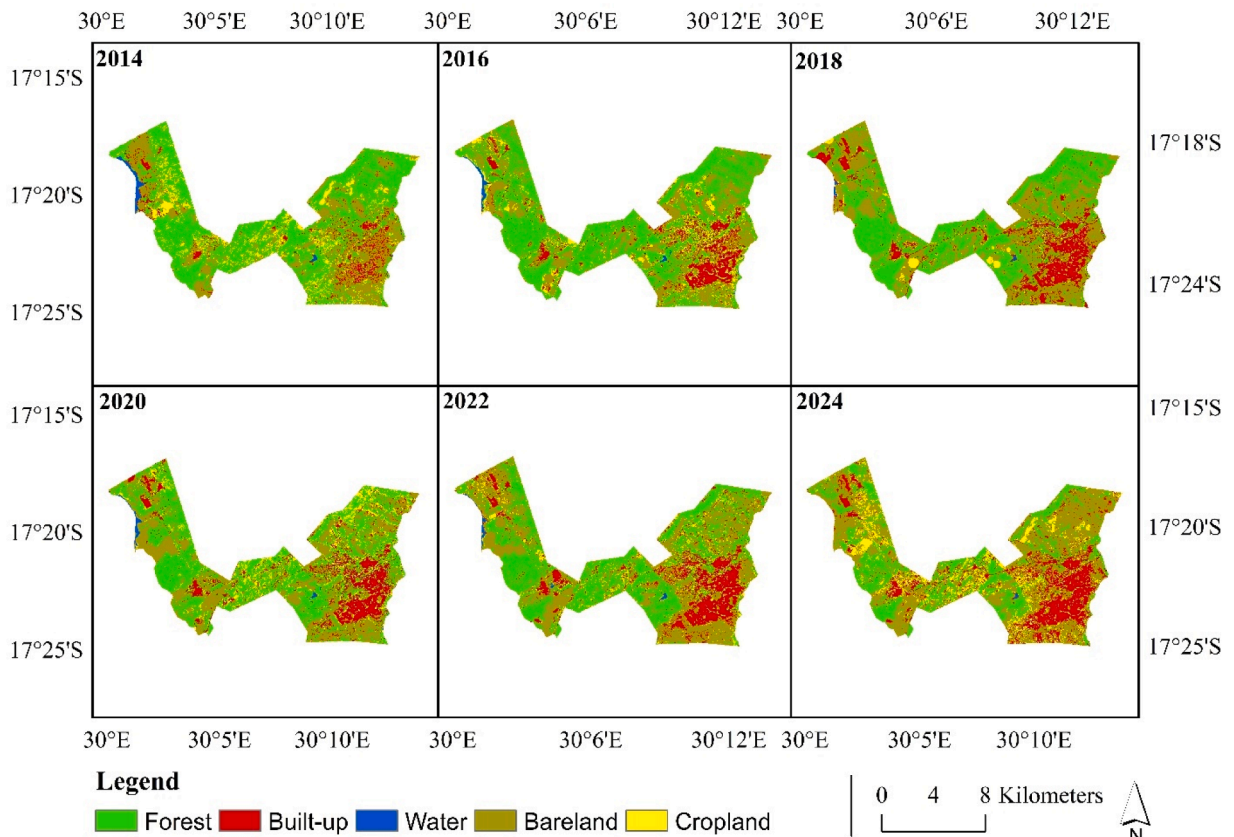 30°E 30°5'E 30°10'E 30°E 30°6'E 30°12'E 30°E 30°6'E 30°12'E
2014 2016 2018
17°15'S
17°18'S
17°20'S
17°24'S
17°25'S
2020 2022 2024
17°15'S 17°15'S
17°20'S 17°20'S
17°25'S 17°25'S
30°E 30°5'E 30°10'E 30°E 30°6'E 30°12'E 30°E 30°5'E 30°10'E
Legend
Forest Built-up Water Bareland Cropland
0 4 8 Kilometers
N